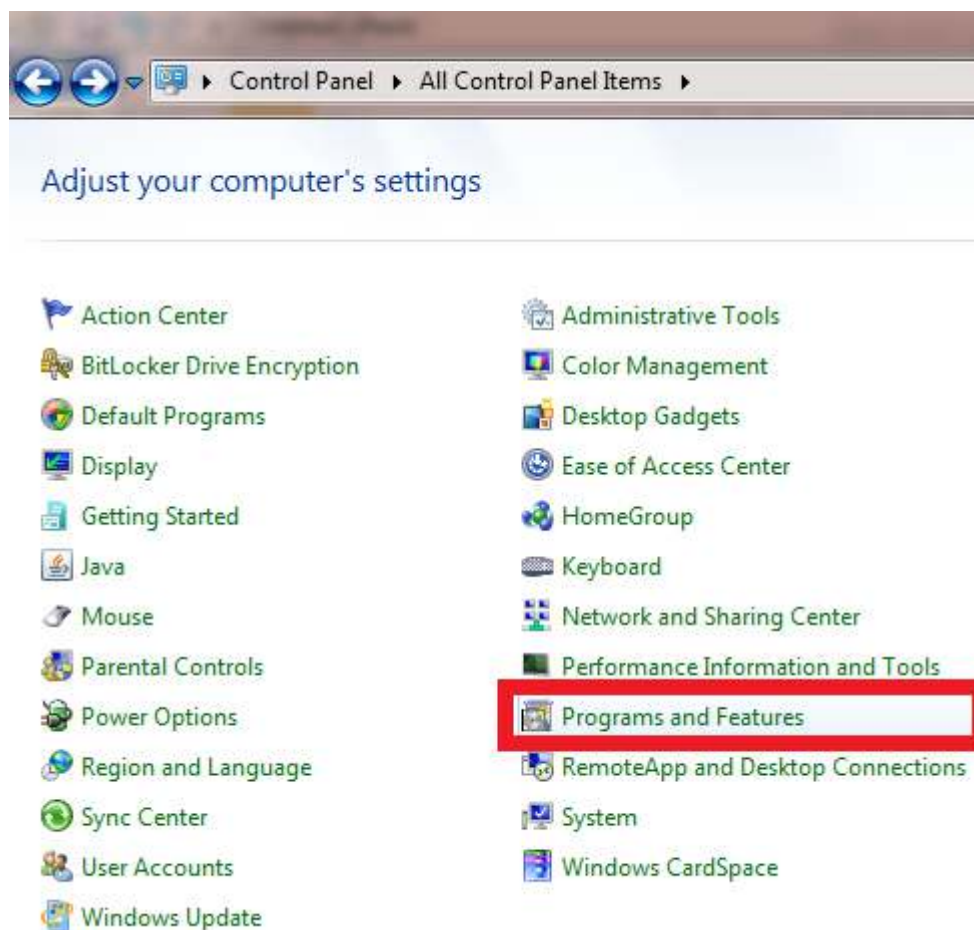 Control Panel All Control Panel Items
Adjust your computer's settings
Action Center
BitLocker Drive Encryption
Default Programs
Display
Getting Started
Java
Mouse
Parental Controls
Power Options
Region and Language
Sync Center
User Accounts
Windows Update
Administrative Tools
Color Management
Desktop Gadgets
Ease of Access Center
HomeGroup
Keyboard
Network and Sharing Center
Performance Information and Tools
Programs and Features
RemoteApp and Desktop Connections
System
Windows CardSpace